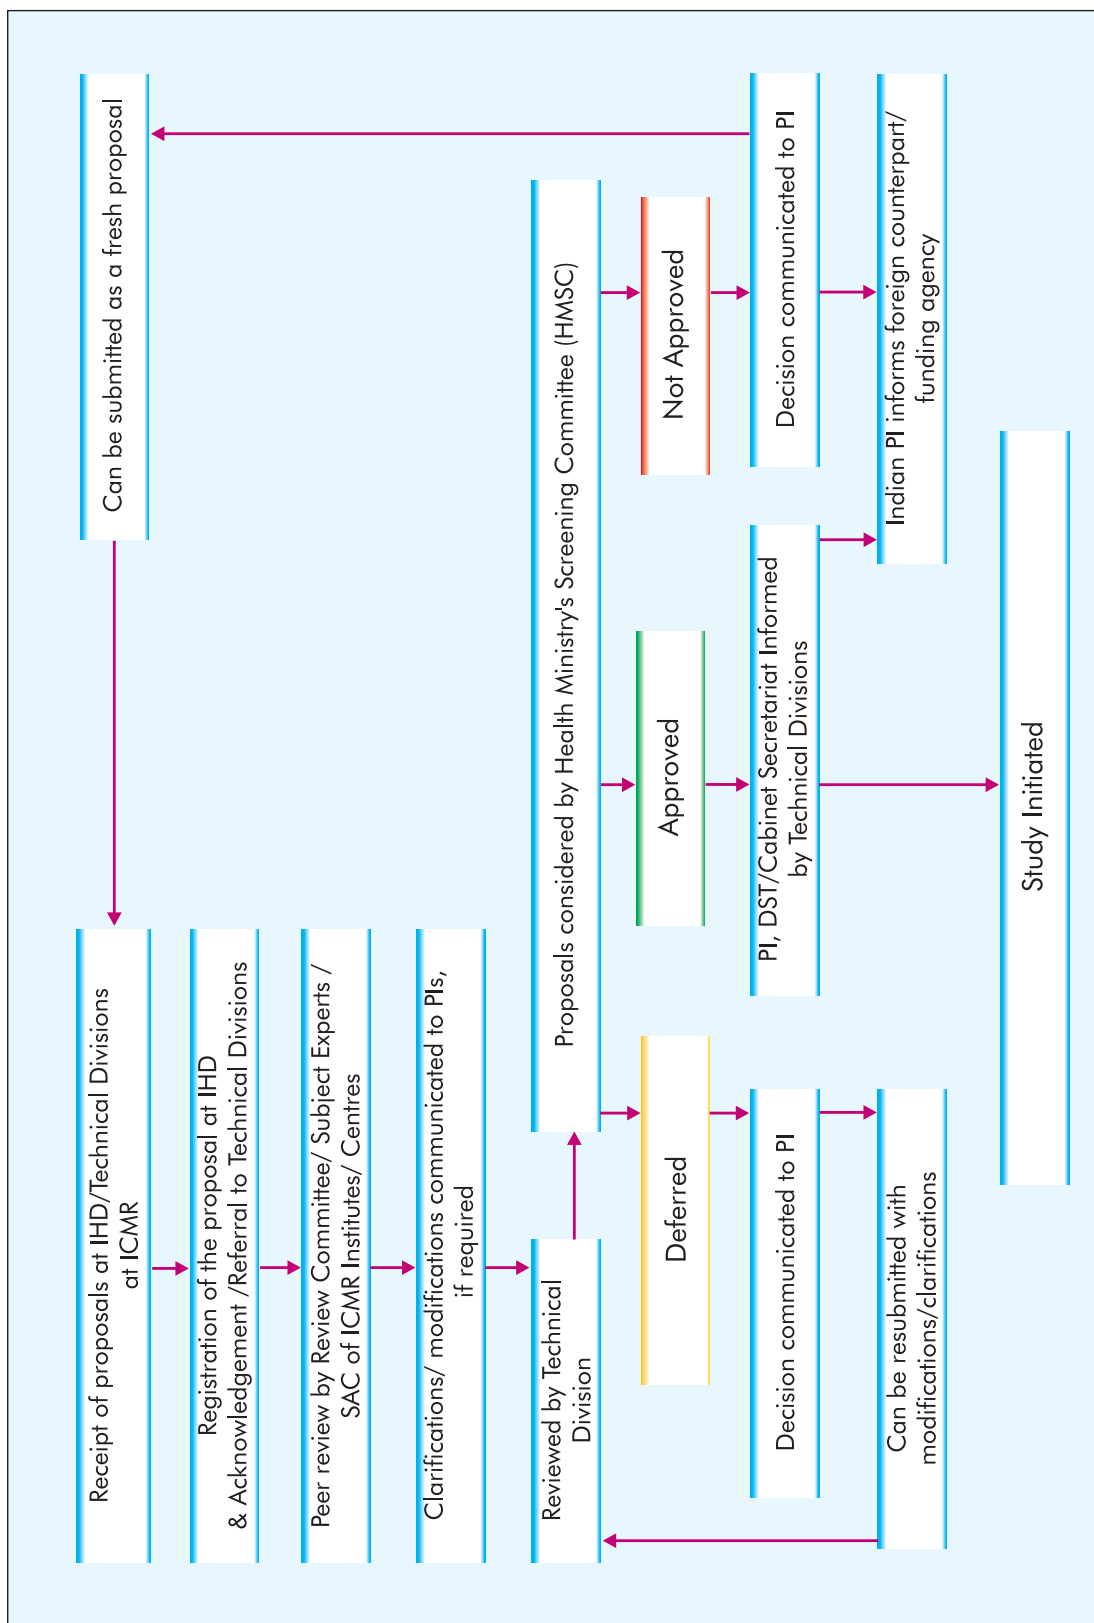 Receipt of proposals at IHD/Technical Divisions
at ICMR
Registration of the proposal at IHD
& Acknowledgement /Referral to Technical Divisions
Peer review by Review Committee/ Subject Experts /
SAC of ICMR Institutes/ Centres
Clarifications/ modifications communicated to PIs,
if required
Reviewed by Technical
Division
Proposals considered by Health Ministry's Screening Committee (HMSC)
Deferred
Decision communicated to PI
Can be resubmitted with
modifications/clarifications
Approved
PI, DST/Cabinet Secretariat Informed
by Technical Divisions
Study Initiated
Not Approved
Decision communicated to PI
Indian PI informs foreign counterpart/
funding agency
Can be submitted as a fresh proposal